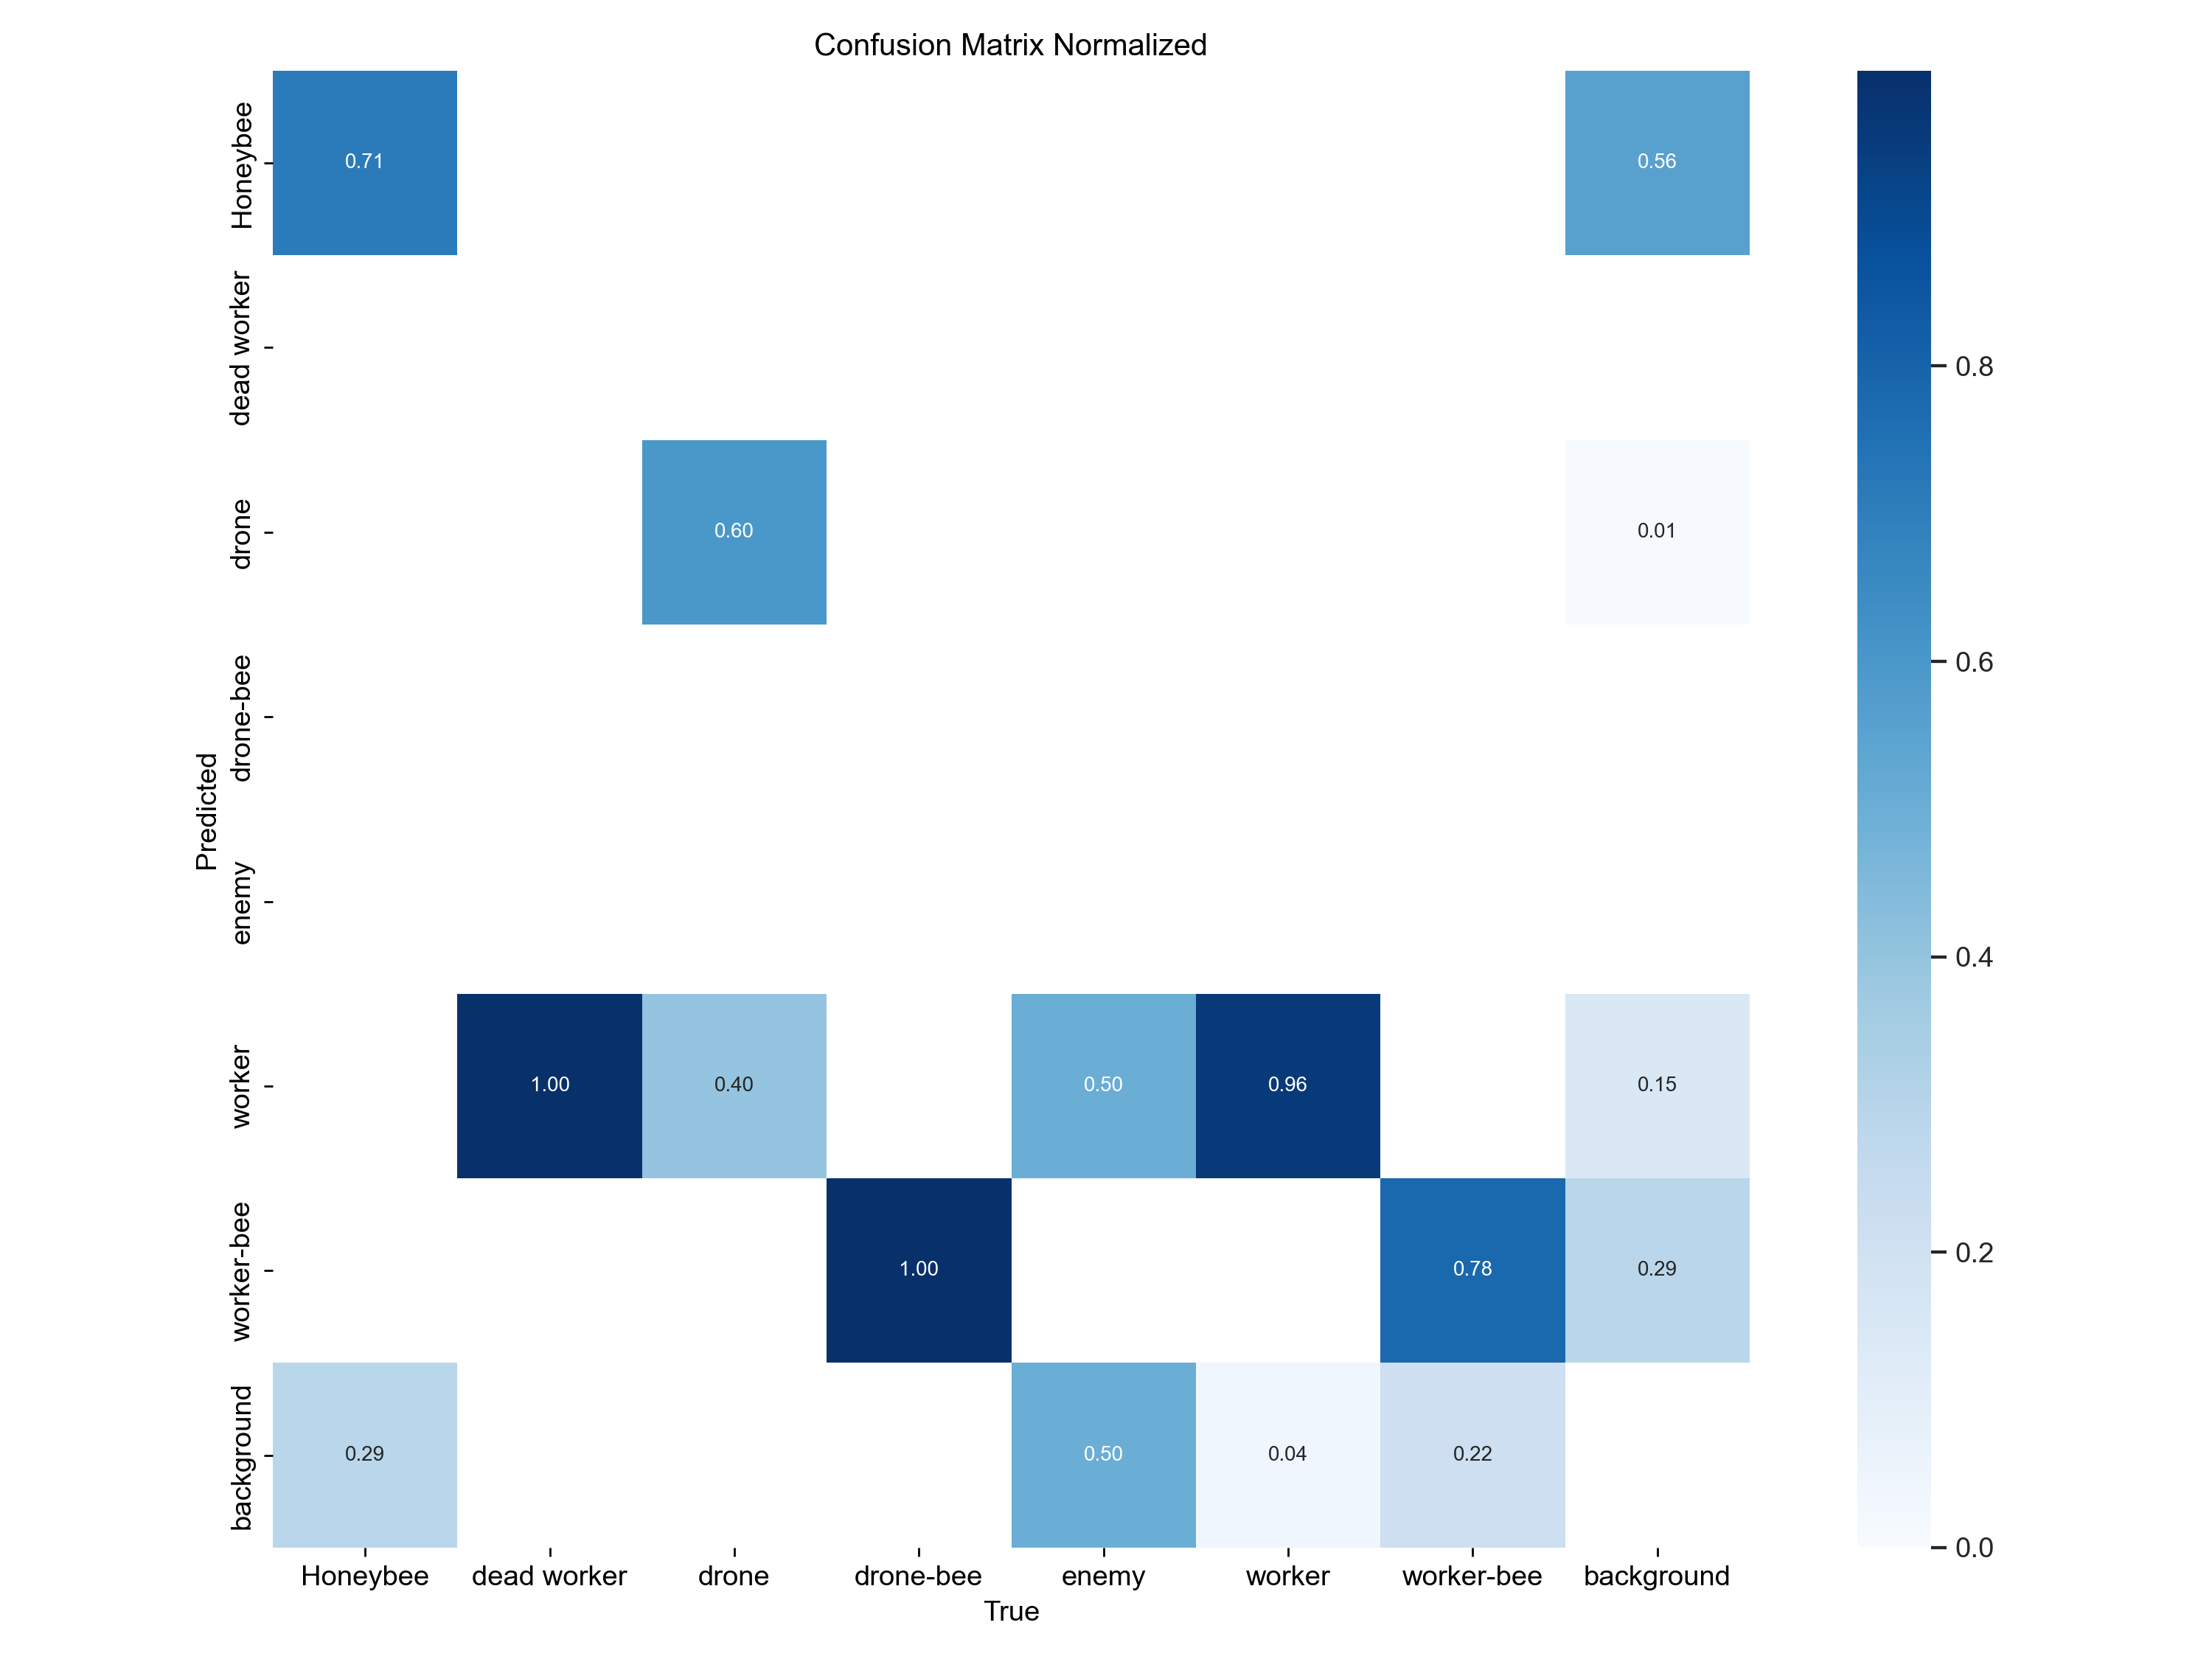 Confusion Matrix Normalized
Honeybee
0.71
0.56
dead worker
drone
0.60
0.01
drone-bee
Predicted
enemy
worker
1.00
0.40
0.50
0.96
0.15
worker-bee
1.00
0.78
0.29
background
0.29
0.50
0.04
0.22
Honeybee dead worker drone drone-bee enemy worker worker-bee background
True
0.8
0.6
0.4
0.2
0.0